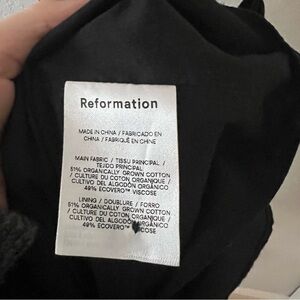 Reformation
MADE IN CHINA / FABRICADO EN
CHINA / FABRIQUÉ EN CHINE
MAIN FABRIC / TISSU PRINCIPAL /
TEJIDO PRINCIPAL
51% ORGANICALLY GROWN COTTON
/ CULTURE DU COTON ORGANIQUE /
CULTIVO DEL ALGODÓN ORGÁNICO
49% ECOVERO™ VISCOSE
LINING / DOUBLURE / FORRO
51% ORGANICALLY GROWN COTTON
/ CULTURE DU COTON ORGANIQUE /
CULTIVO DEL ALGODÓN ORGÁNICO
49% ECOVERO™ VISCOSE